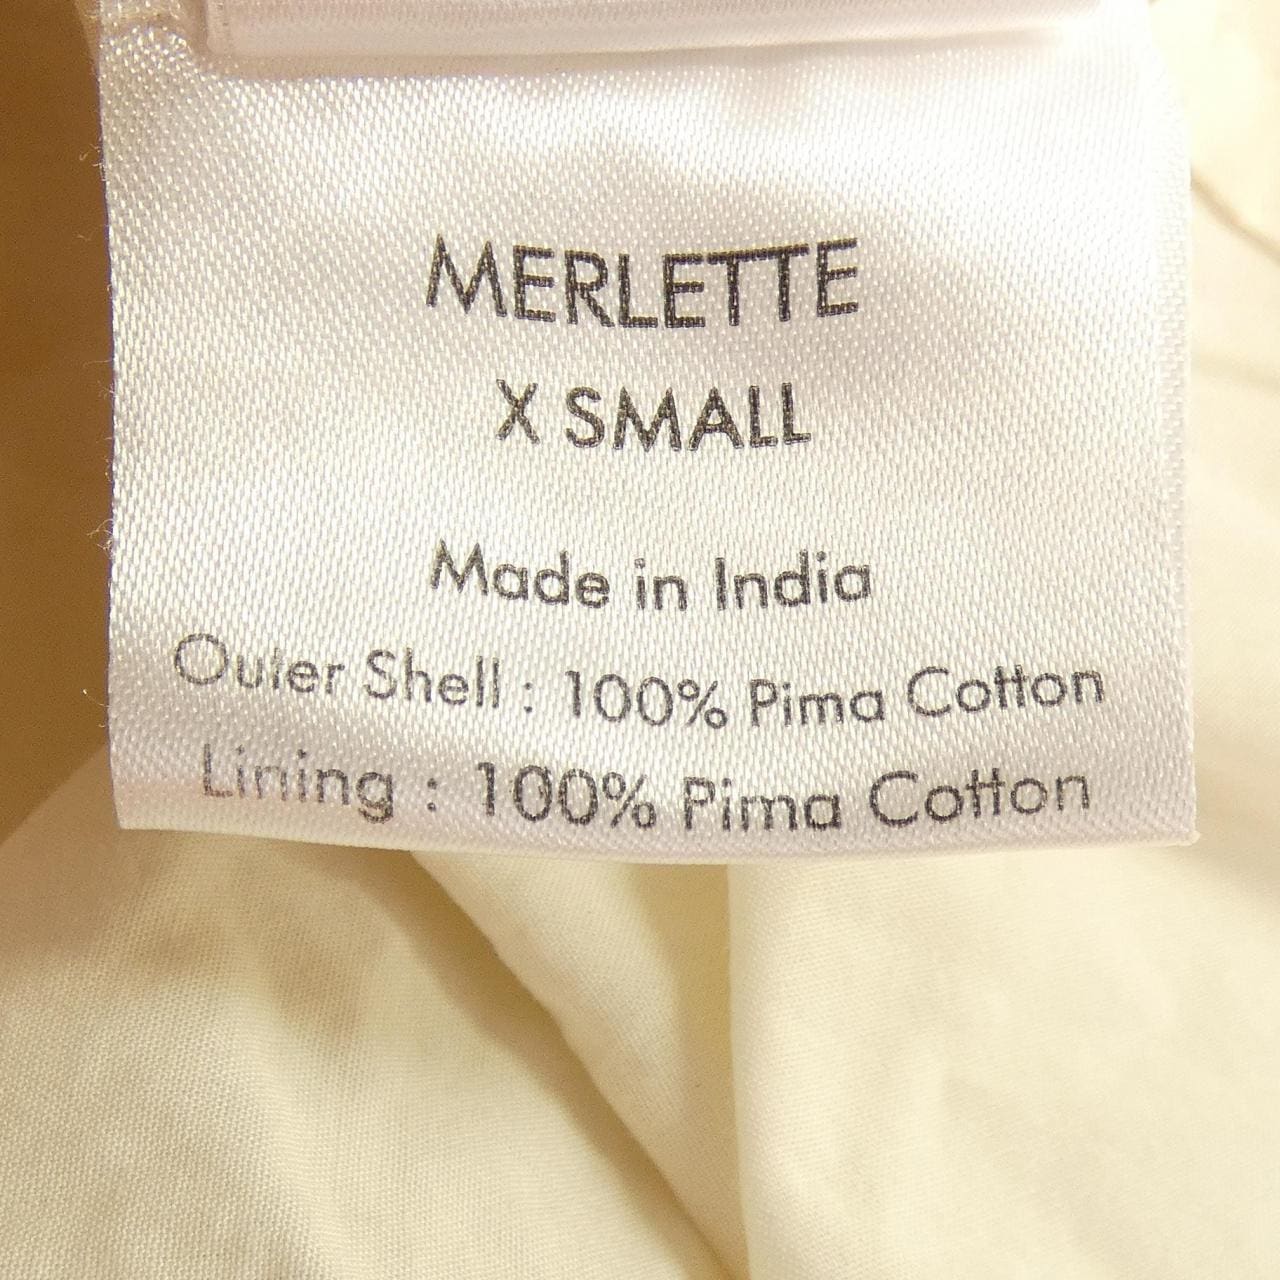 MERLETTE
X SMALL
Made in India
Outer Shell : 100% Pima Cotton
Lining : 100% Pima Cotton